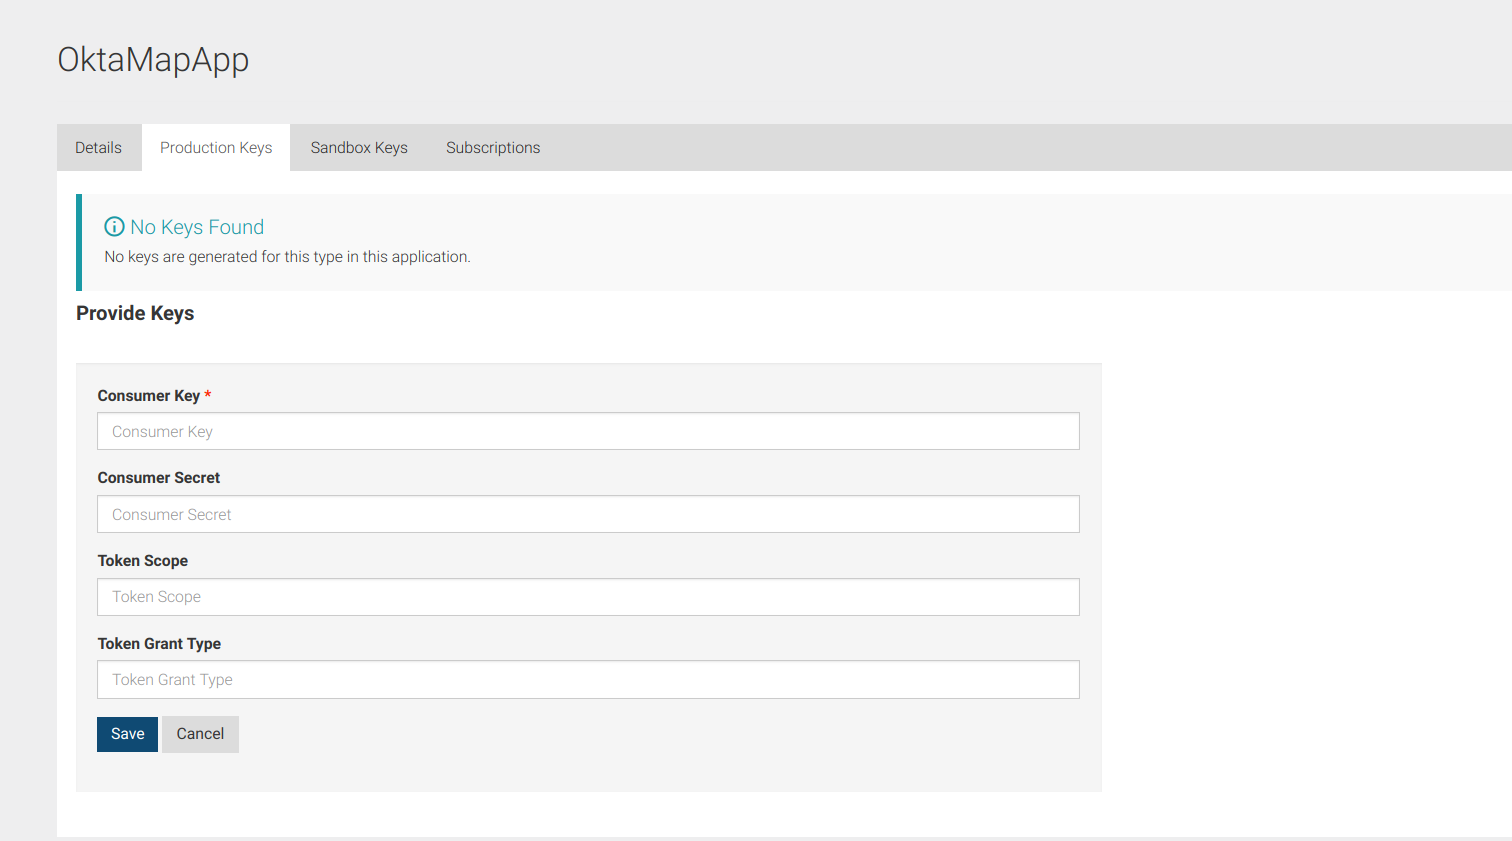 OktaMapApp
Details Production Keys Sandbox Keys Subscriptions
No Keys Found
No keys are generated for this type in this application.
Provide Keys
Consumer Key *
Consumer Key
Consumer Secret
Consumer Secret
Token Scope
Token Scope
Token Grant Type
Token Grant Type
Save Cancel